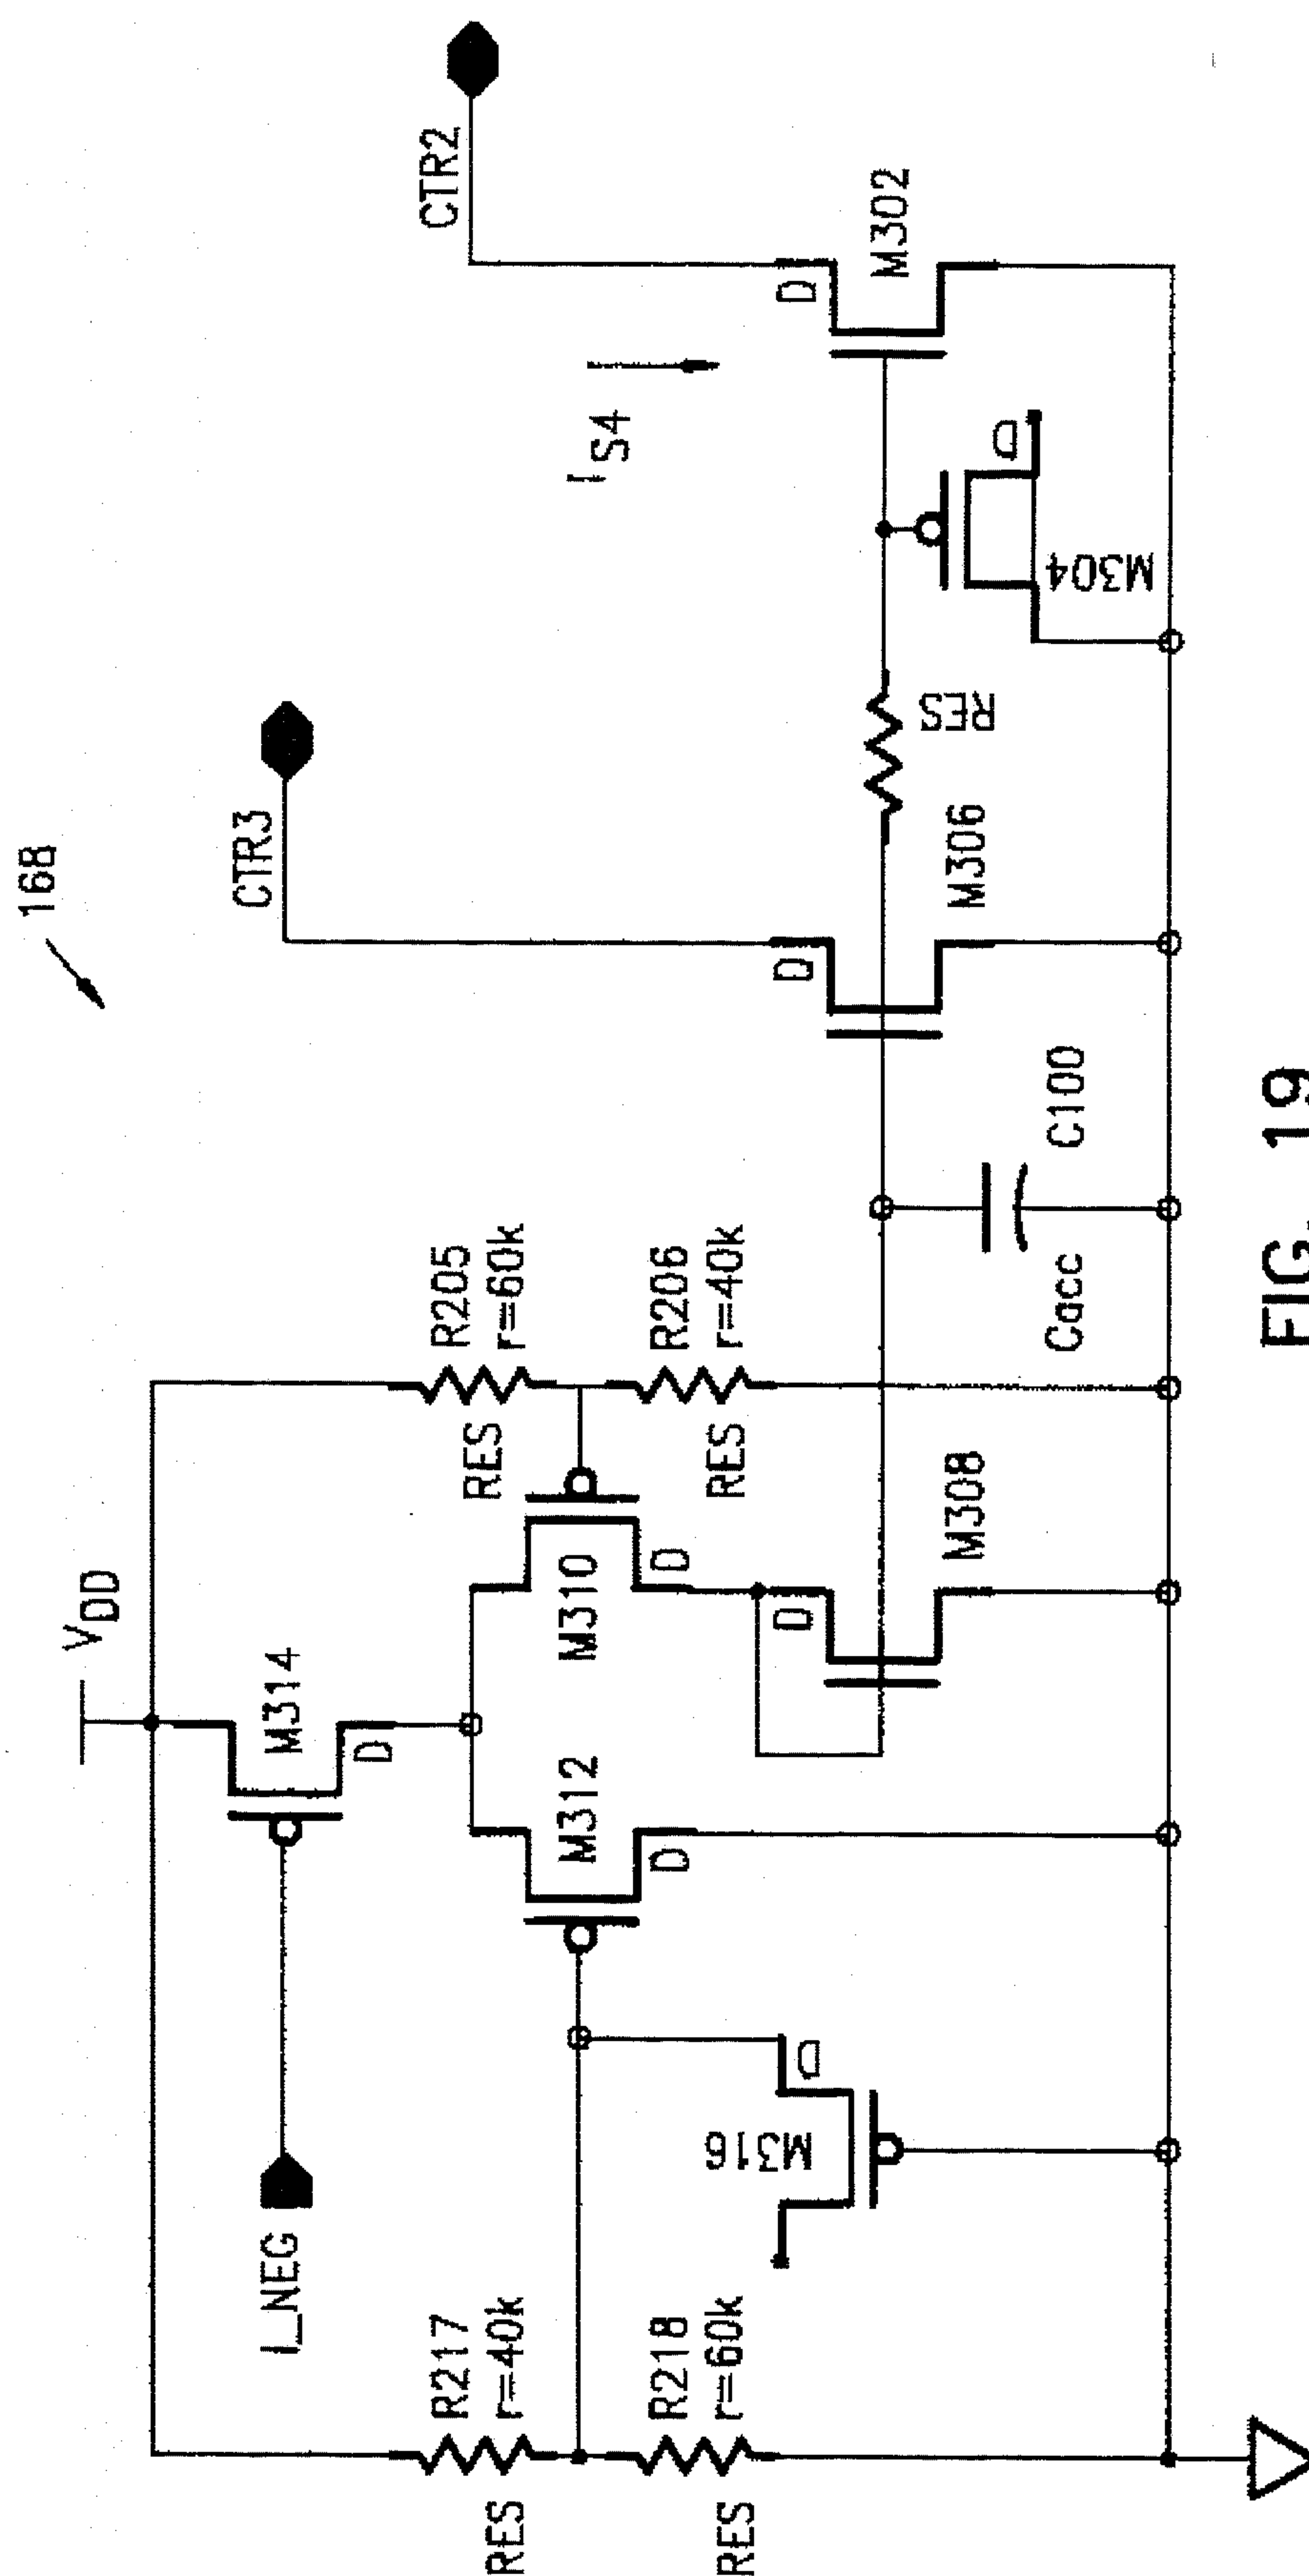 168
V DD
CTR3
CTR2
I_NEG
M314
R217
r=40k
RES
R205
r=60k
RES
M312
M310
D
D
D
I S4
R218
r=60k
RES
R206
r=40k
RES
M316
D
D
D
D
M308
M306
RES
M302
D
M304
Cacc
C100
FIG. 19